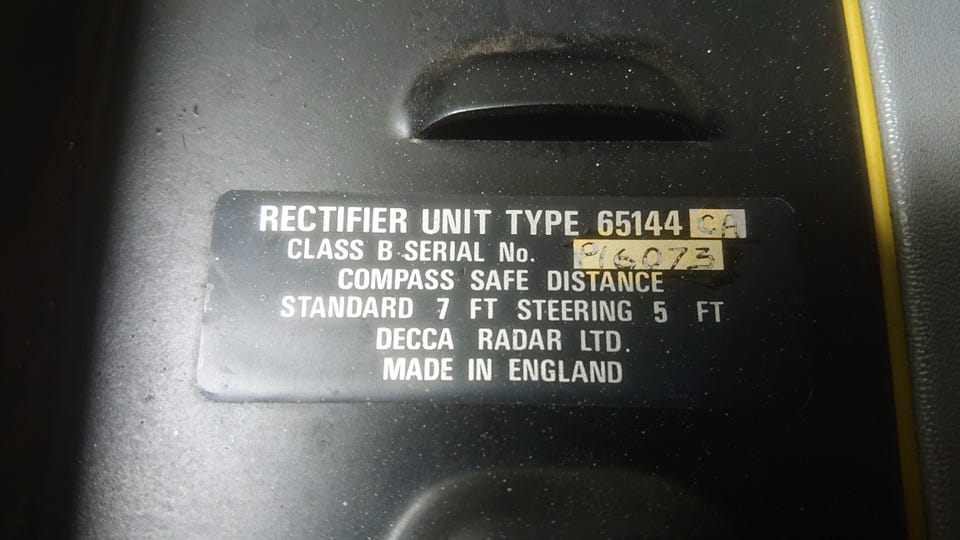 RECTIFIER UNIT TYPE 65144 CA
CLASS B SERIAL No. P16073
COMPASS SAFE DISTANCE
STANDARD 7 FT STEERING 5 FT
DECCA RADAR LTD.
MADE IN ENGLAND